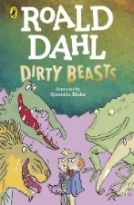 ROALD
DAHL
DIRTY BEASTS
Illustrated by
Quentin Blake